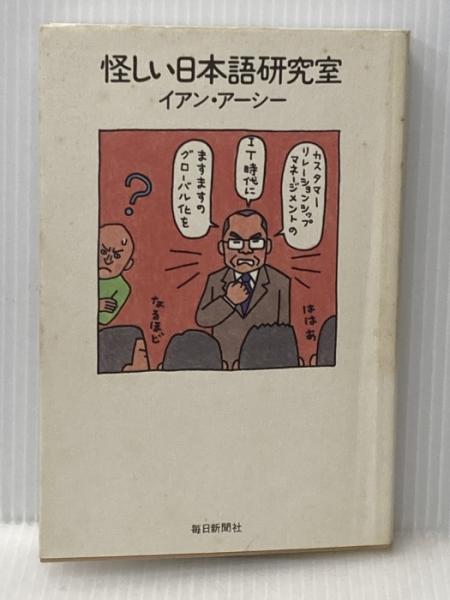 怪しい日本語研究室
イアン・アーシー
カスタマー
リレーションシップ
マネージメントの
IT時代に
ますますの
グローバル化を
?
なるほど
ははあ
毎日新聞社